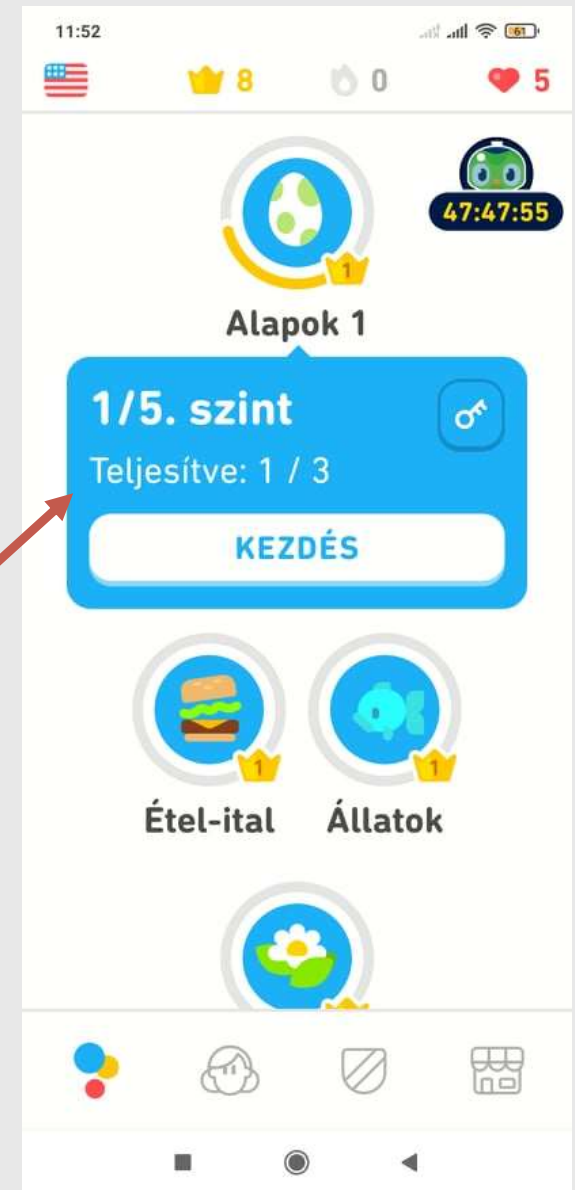 11:52
61
8
0
5
47:47:55
1
Alapok 1
1/5. szint
Teljesítve: 1 / 3
KEZDÉS
1
1
Étel-ital
Állatok